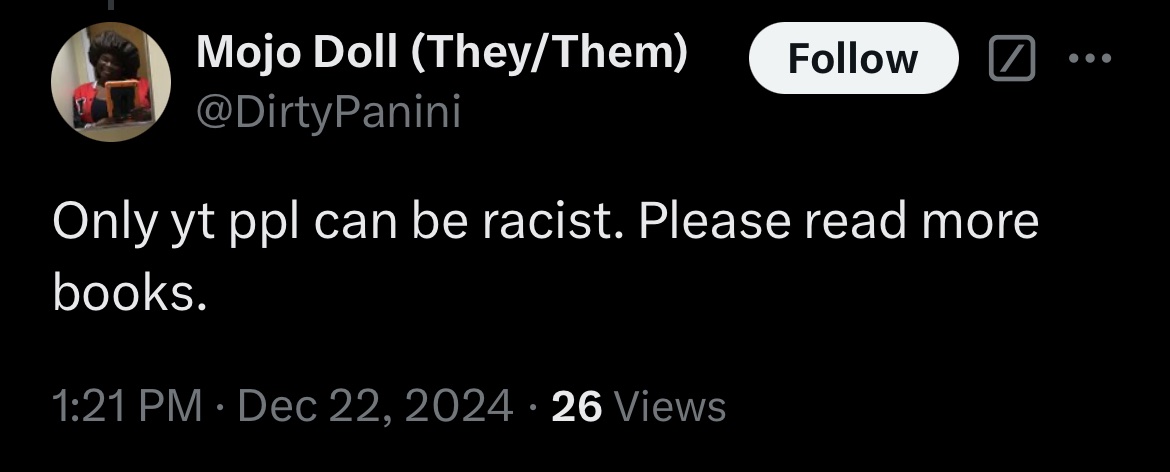 Mojo Doll (They/Them)
Follow
@DirtyPanini
Only yt ppl can be racist. Please read more
books.
1:21 PM · Dec 22, 2024 · 26 Views